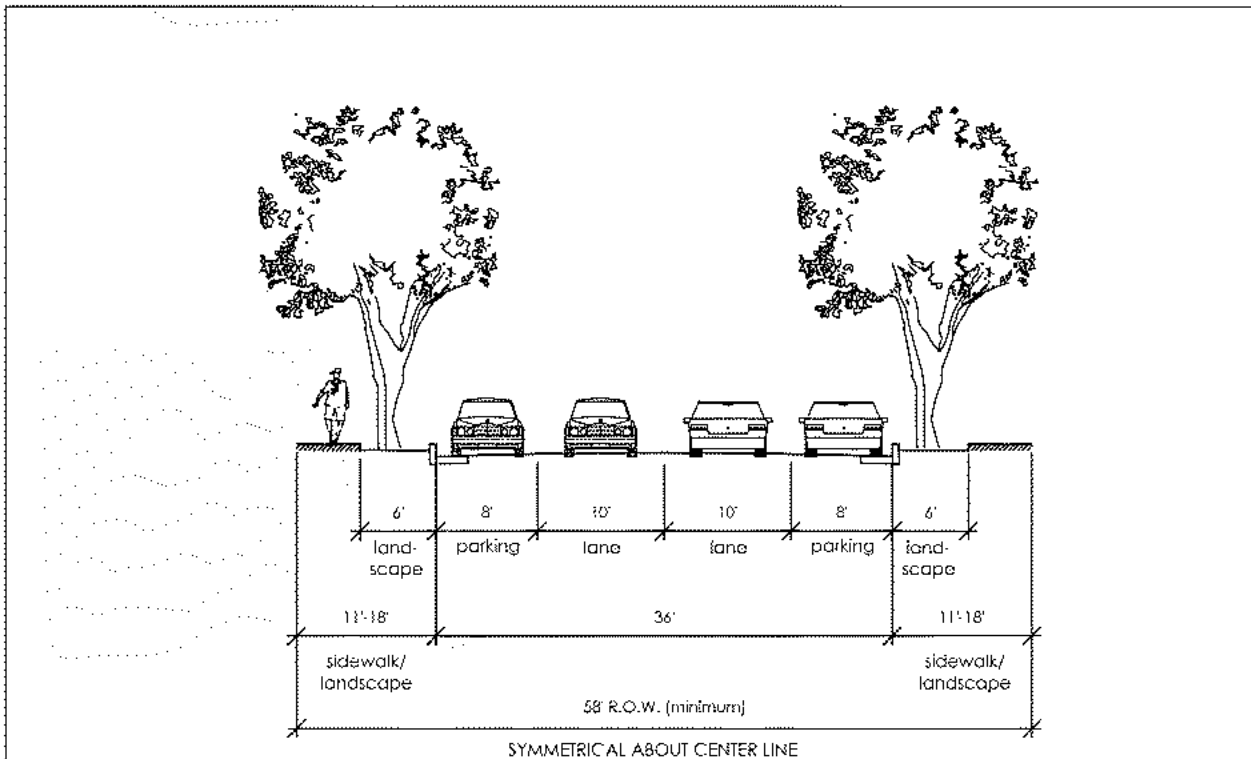 6' 8' 10' 10' 8' 6'
land- parking lane lane parking land-
scape scape
11'-18' 36' 11'-18'
sidewalk/ sidewalk/
landscape landscape
58' R.O.W. (minimum)
SYMMETRICAL ABOUT CENTER LINE